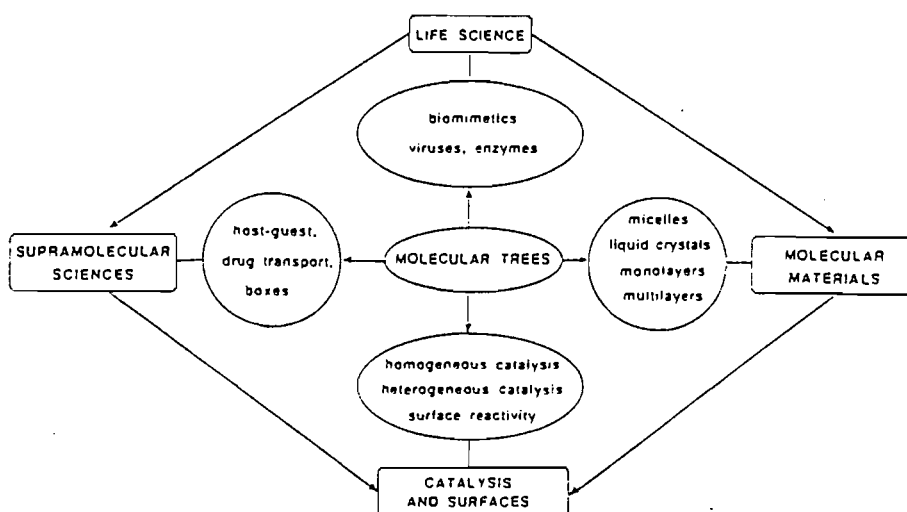 LIFE SCIENCE
biomimetics
viruses, enzymes
SUPRAMOLECULAR
SCIENCES
host-guest,
drug transport,
boxes
MOLECULAR TREES
micelles
liquid crystals
monolayers
multilayers
MOLECULAR
MATERIALS
homogeneous catalysis
heterogeneous catalysis
surface reactivity
CATALYSIS
AND SURFACES